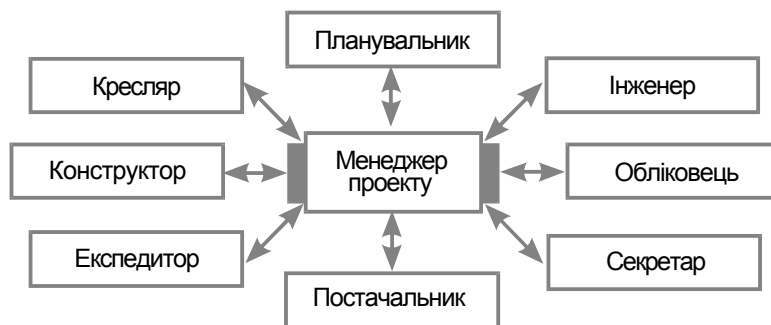 Планувальник
Кресляр
Інженер
Конструктор
Менеджер
проекту
Обліковець
Експедитор
Секретар
Постачальник